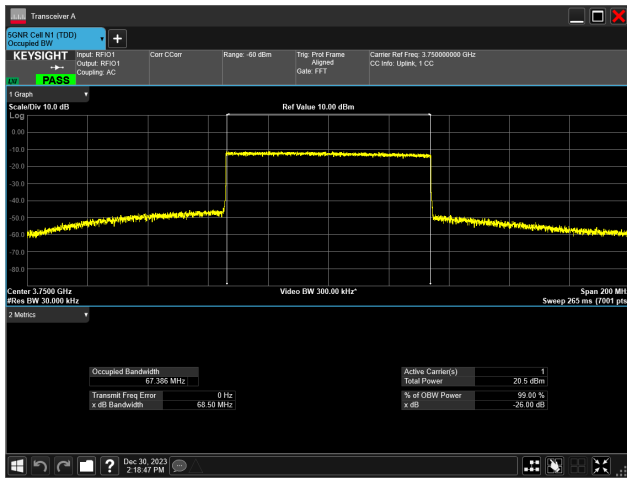 Transceiver A
5GNR Cell N1 (TDD)
Occupied BW
+
KEYSIGHT
LV PASS
Input: RFIO1
Output: RFIO1
Coupling: AC
Corr CCorr
Range: -60 dBm
Trig: Prot Frame
Aligned
Gate: FFT
Carrier Ref Freq: 3.750000000 GHz
CC Info: Uplink, 1 CC
1 Graph
Scale/Div 10.0 dB
Ref Value 10.00 dBm
Log
0.00
-10.0
-20.0
-30.0
-40.0
-50.0
-60.0
-70.0
-80.0
Center 3.7500 GHz
Video BW 300.00 kHz*
Span 200 MH
#Res BW 30.000 kHz
Sweep 265 ms (7001 pts
2 Metrics
Occupied Bandwidth
67.386 MHz
Transmit Freq Error 0 Hz
x dB Bandwidth 68.50 MHz
Active Carrier(s) 1
Total Power 20.5 dBm
% of OBW Power 99.00 %
x dB -26.00 dB
?
Dec 30, 2023
2:18:47 PM